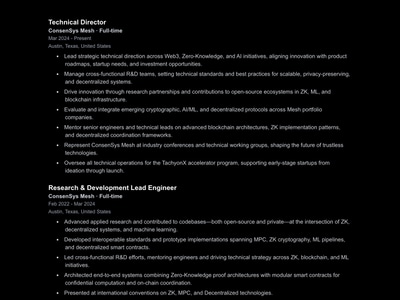 Technical Director
ConsenSys Mesh · Full-time
Mar 2024 - Present
Austin, Texas, United States
• Lead strategic technical direction across Web3, Zero-Knowledge, and AI initiatives, aligning innovation with product
roadmaps, startup needs, and investment opportunities.
• Manage cross-functional R&D teams, setting technical standards and best practices for scalable, privacy-preserving,
and decentralized systems.
• Drive innovation through research partnerships and contributions to open-source ecosystems in ZK, ML, and
blockchain infrastructure.
• Evaluate and integrate emerging cryptographic, AI/ML, and decentralized protocols across Mesh portfolio
companies.
• Mentor senior engineers and technical leads on advanced blockchain architectures, ZK implementation patterns,
and decentralized coordination frameworks.
• Represent ConsenSys Mesh at industry conferences and technical working groups, shaping the future of trustless
technologies.
• Oversee all technical operations for the TachyonX accelerator program, supporting early-stage startups from
ideation through launch.
Research & Development Lead Engineer
ConsenSys Mesh · Full-time
Feb 2022 - Mar 2024
Austin, Texas, United States
• Advanced applied research and contributed to codebases—both open-source and private—at the intersection of ZK,
decentralized systems, and machine learning.
• Developed interoperable standards and prototype implementations spanning MPC, ZK cryptography, ML pipelines,
and decentralized smart contracts.
• Led cross-functional R&D efforts, mentoring engineers and driving technical strategy across ZK, blockchain, and ML
initiatives.
• Architected end-to-end systems combining Zero-Knowledge proof architectures with modular smart contracts for
confidential computation and on-chain coordination.
• Presented at international conventions on ZK, MPC, and Decentralized technologies.